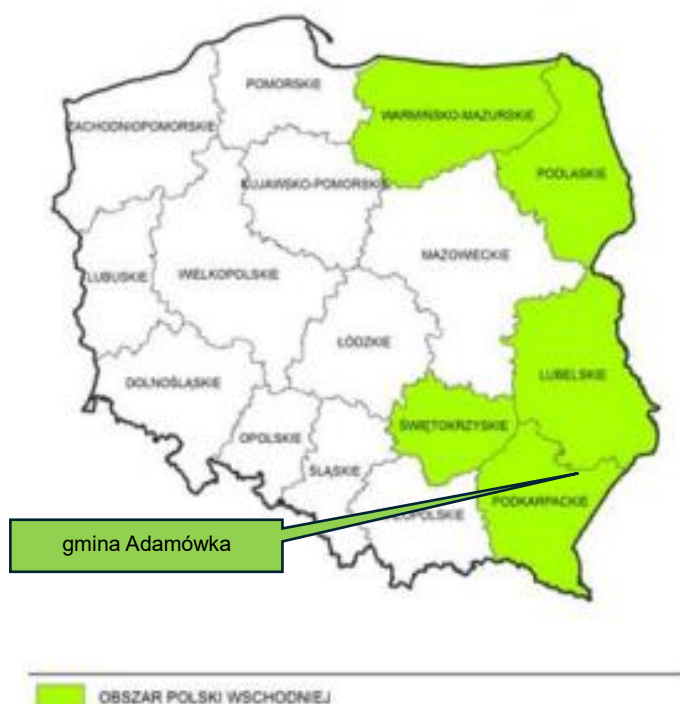 POMORSKIE
WARMIŃSKO-MAZURSKIE
ZACHODNIOPOMORSKIE
PODLASKIE
KUJAWSKO-POMORSKIE
MAZOWIECKIE
LUBUSKIE
WIELKOPOLSKIE
ŁÓDZKIE
LUBELSKIE
DOLNOŚLĄSKIE
ŚWIĘTOKRZYSKIE
OPOLSKIE
ŚLĄSKIE
PODKARPACKIE
OPOLSKIE
gmina Adamówka
OBSZAR POLSKI WSCHODNIEJ